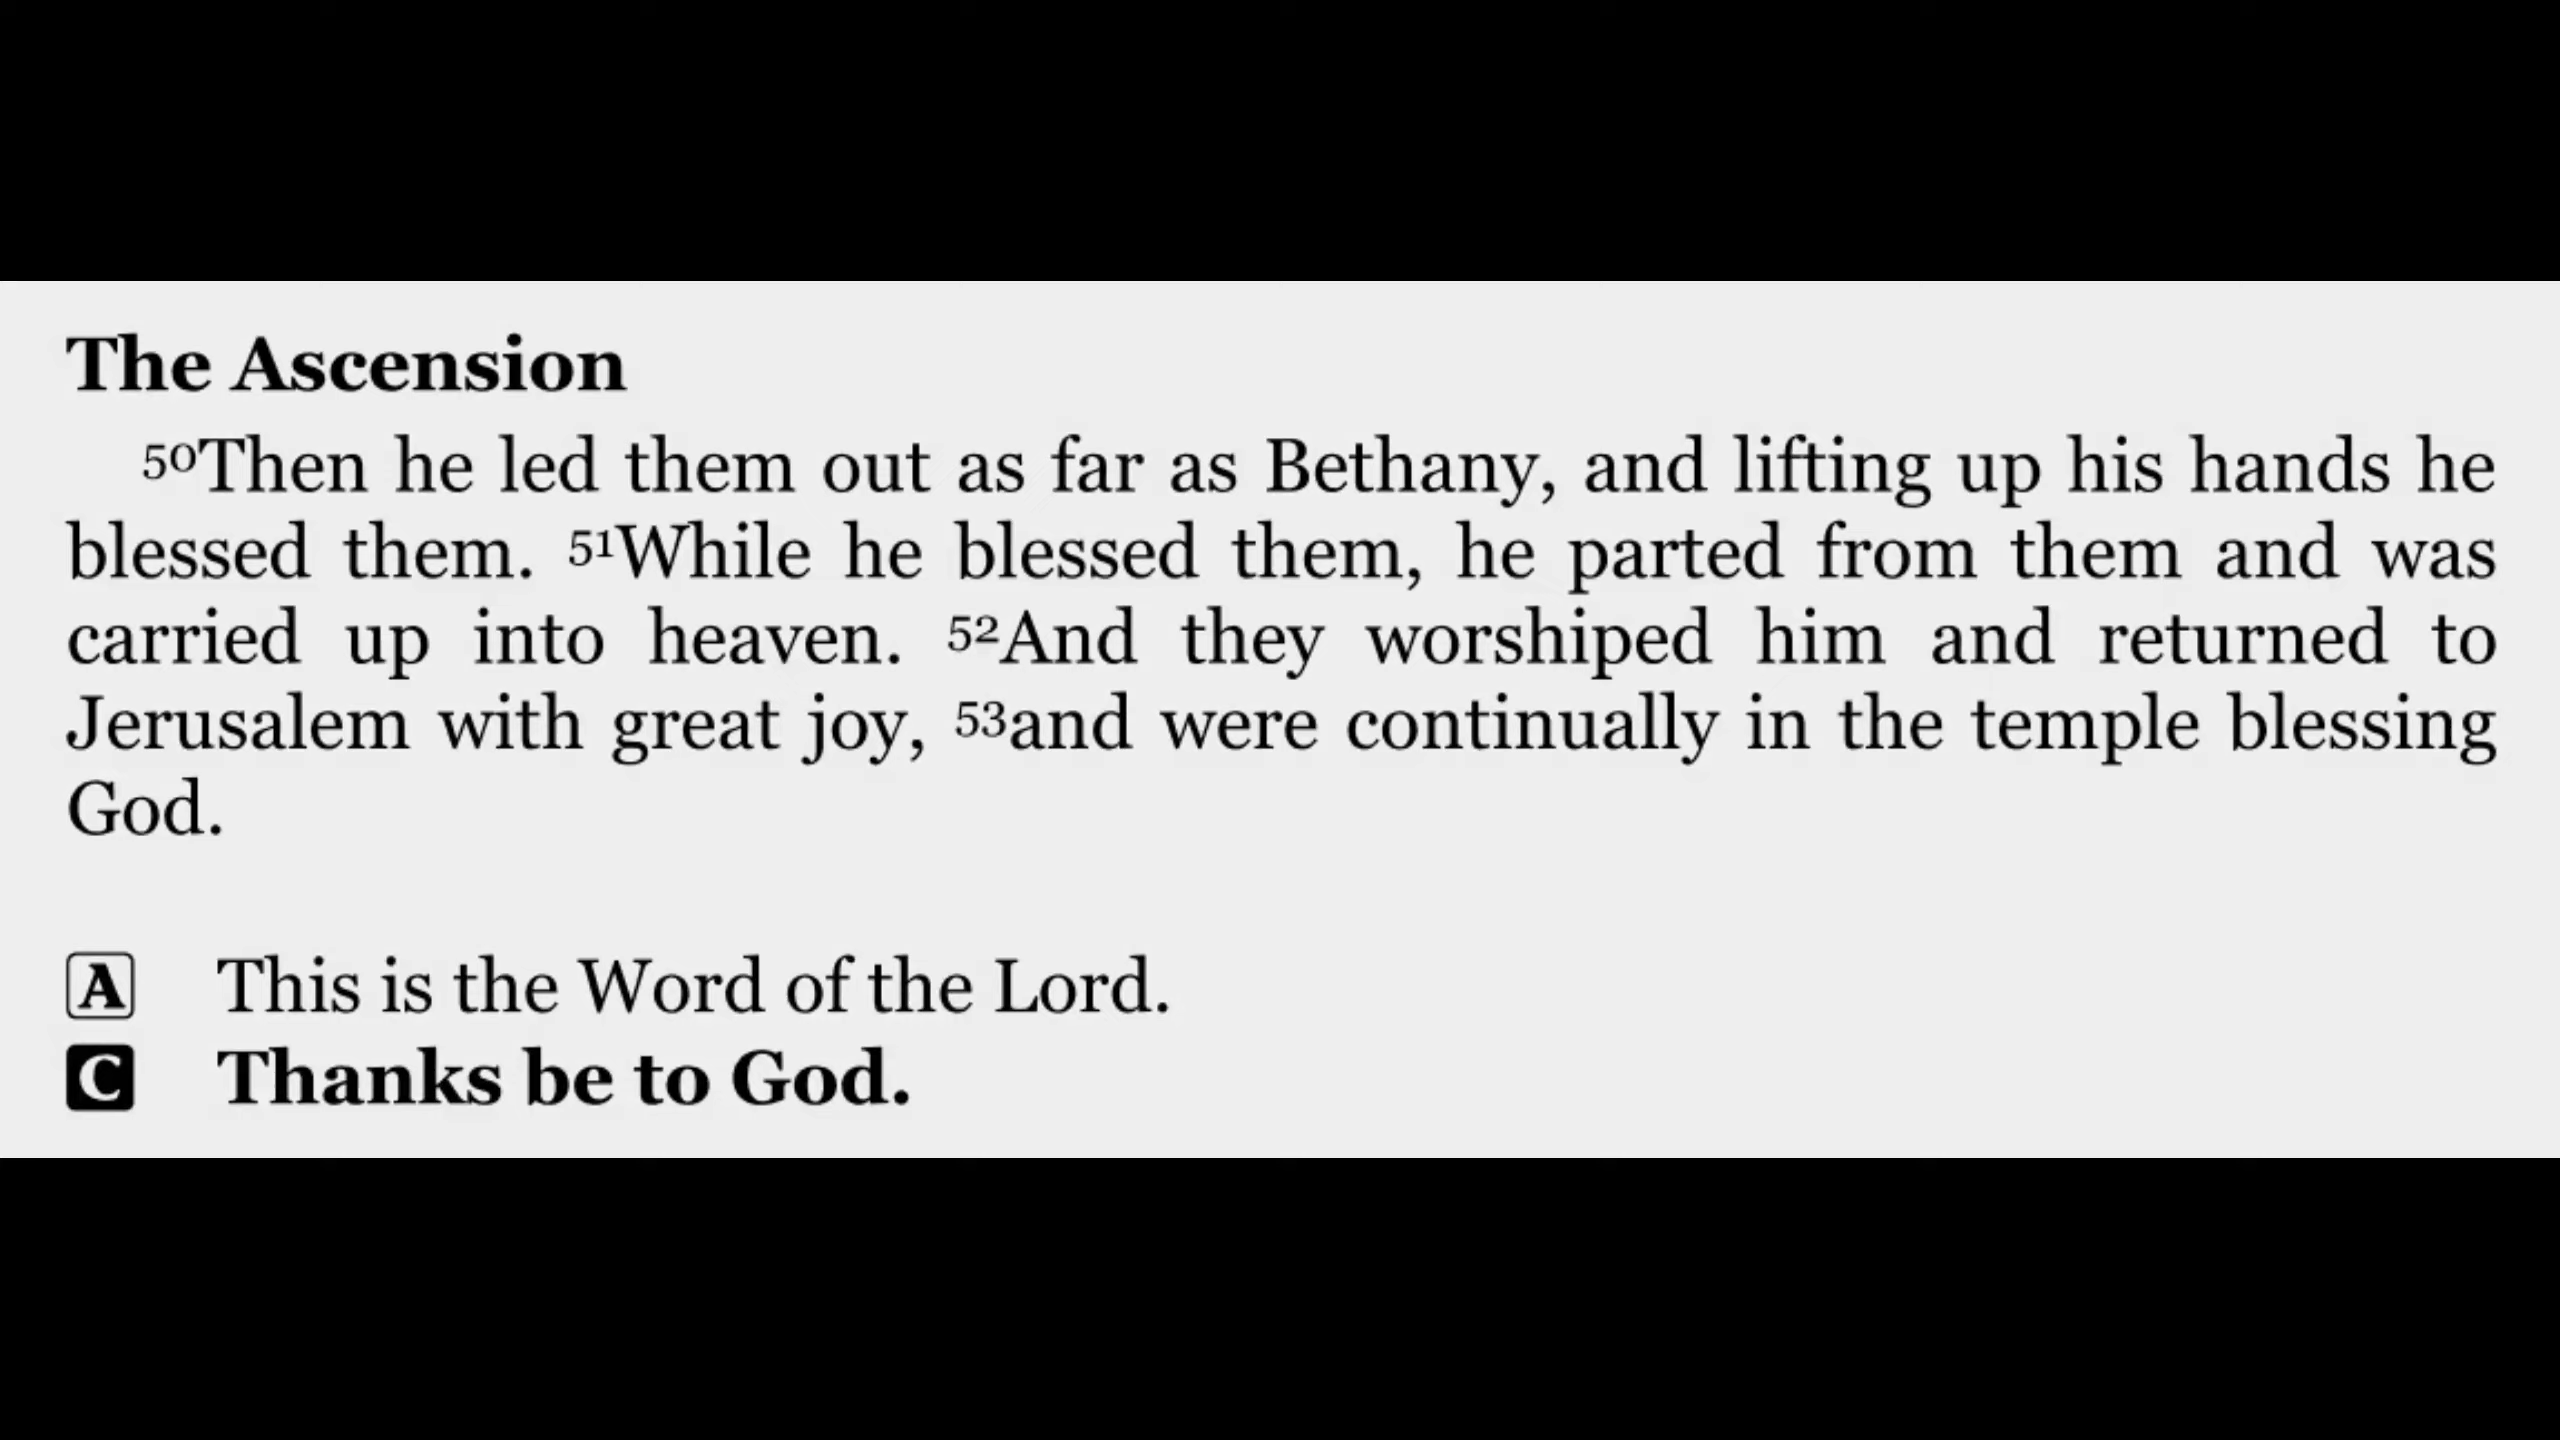 The Ascension
50Then he led them out as far as Bethany, and lifting up his hands he
blessed them. 51While he blessed them, he parted from them and was
carried up into heaven. 52And they worshiped him and returned to
Jerusalem with great joy, 53and were continually in the temple blessing
God.
A This is the Word of the Lord.
C Thanks be to God.